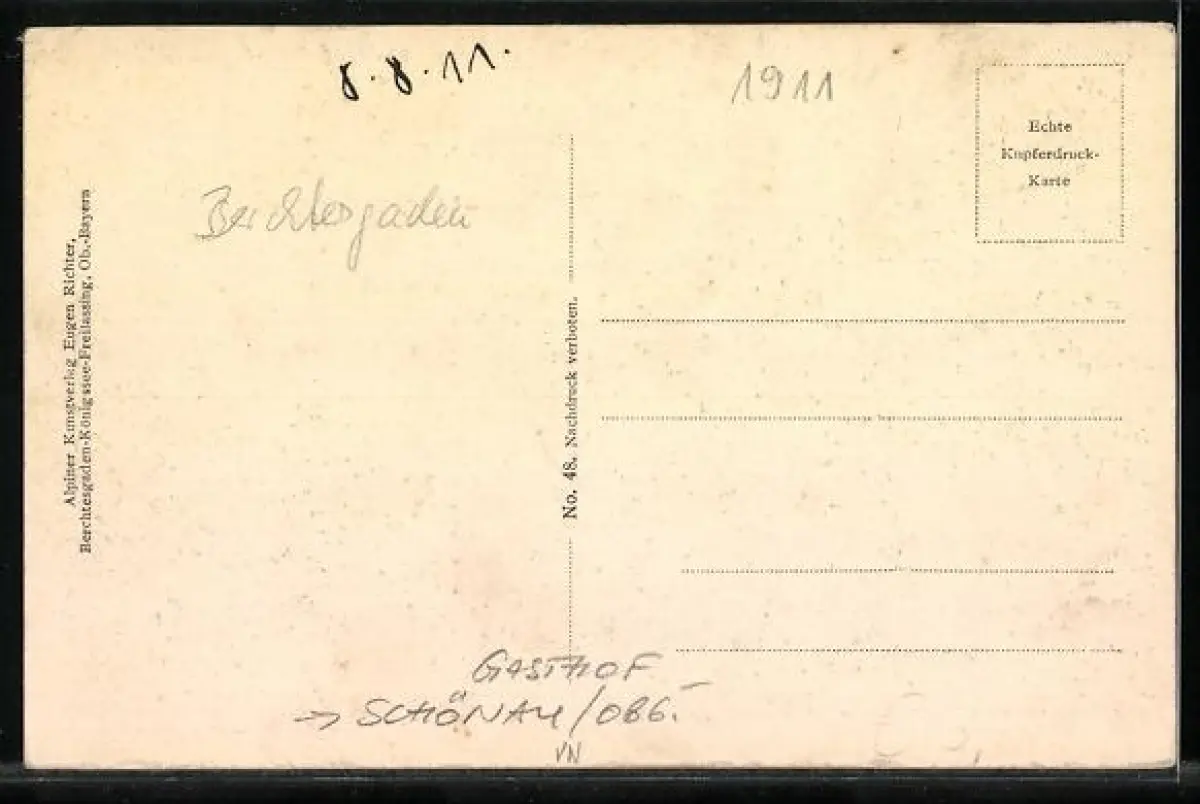 8.8.11.
1911
Echte
Kupferdruck-
Karte
Berchtesgaden
Alpiner Kunstverlag Eugen Richter,
Berchtesgaden-Königssee-Freilassing, Ob.-Bayern
No. 48. Nachdruck verboten.
GASTHOF
→ SCHÖNAU/OBB.
VN